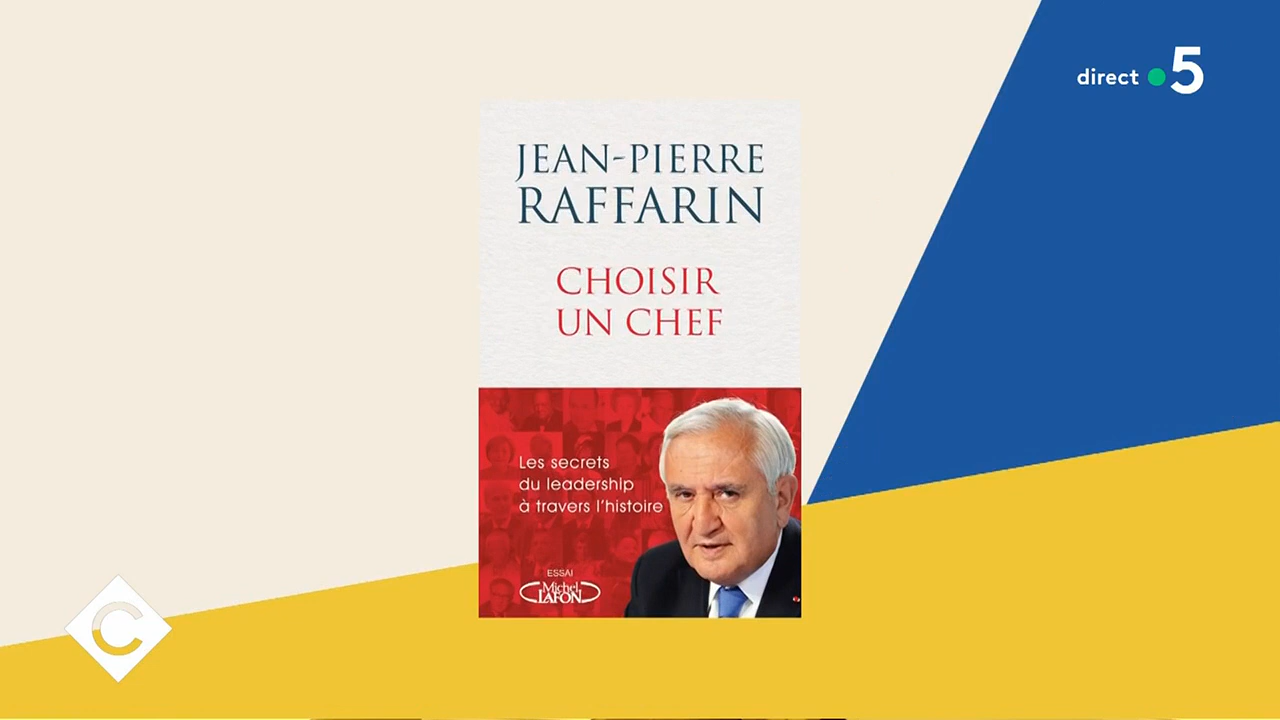 direct 5
JEAN-PIERRE
RAFFARIN
CHOISIR
UN CHEF
Les secrets
du leadership
à travers l'histoire
ESSAI
Michel
LAFON
C